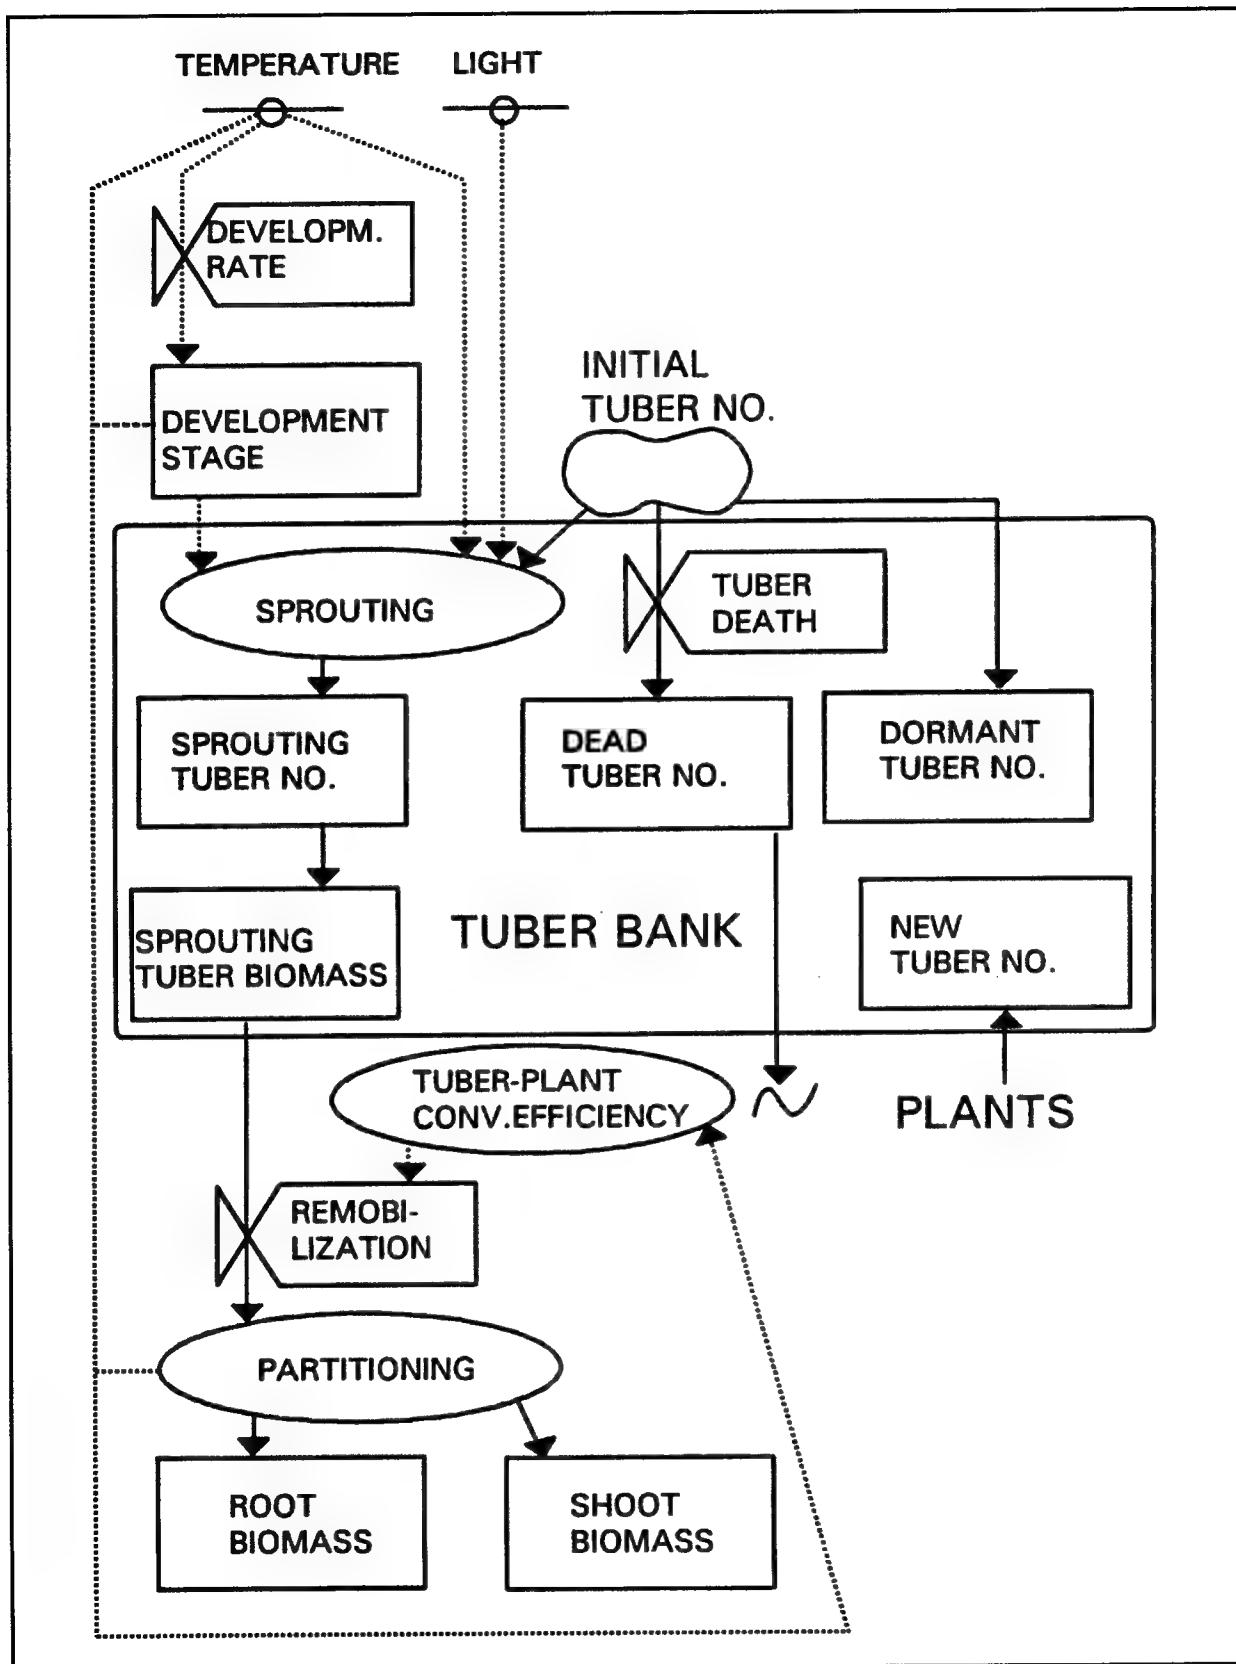 TEMPERATURE
LIGHT
DEVELOPM.
RATE
INITIAL
TUBER NO.
DEVELOPMENT
STAGE
SPROUTING
TUBER
DEATH
SPROUTING
TUBER NO.
DEAD
TUBER NO.
DORMANT
TUBER NO.
SPROUTING
TUBER BIOMASS
TUBER BANK
NEW
TUBER NO.
TUBER-PLANT
CONV.EFFICIENCY
PLANTS
REMOBI-
LIZATION
PARTITIONING
ROOT
BIOMASS
SHOOT
BIOMASS